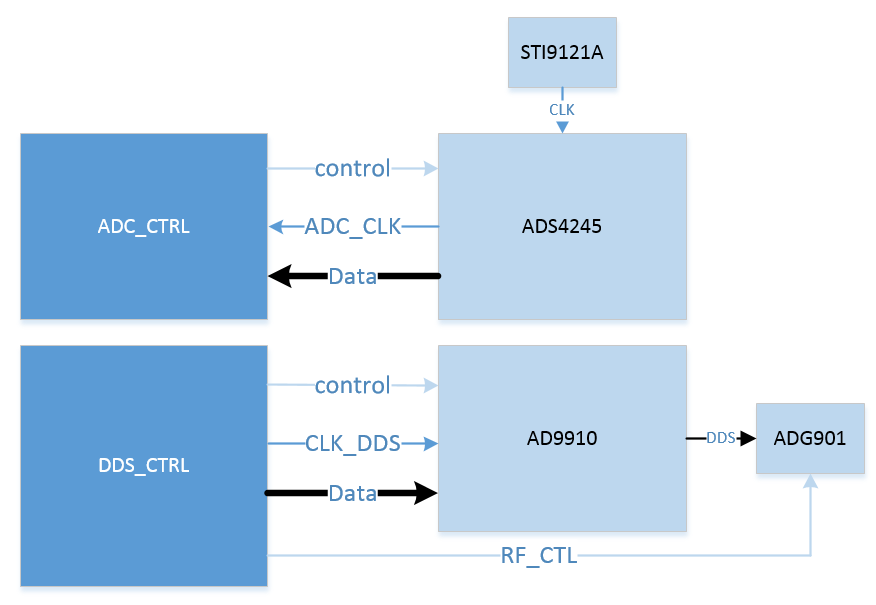 STI9121A
CLK
control
ADC_CTRL
ADC_CLK
ADS4245
Data
control
DDS_CTRL
CLK_DDS
AD9910
DDS
ADG901
Data
RF_CTL